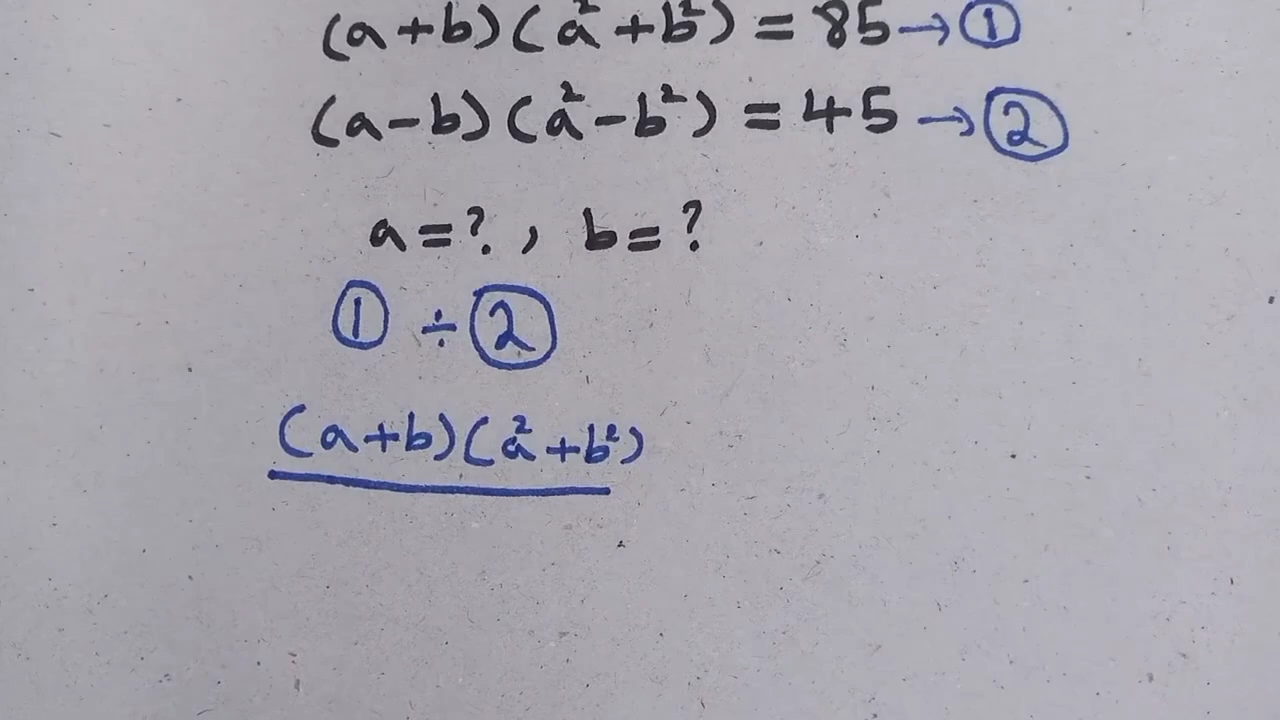 (a+b)(a²+b²) = 85 → ①
(a-b)(a²-b²) = 45 → ②
a=?, b=?
① ÷ ②
(a+b)(a²+b²)